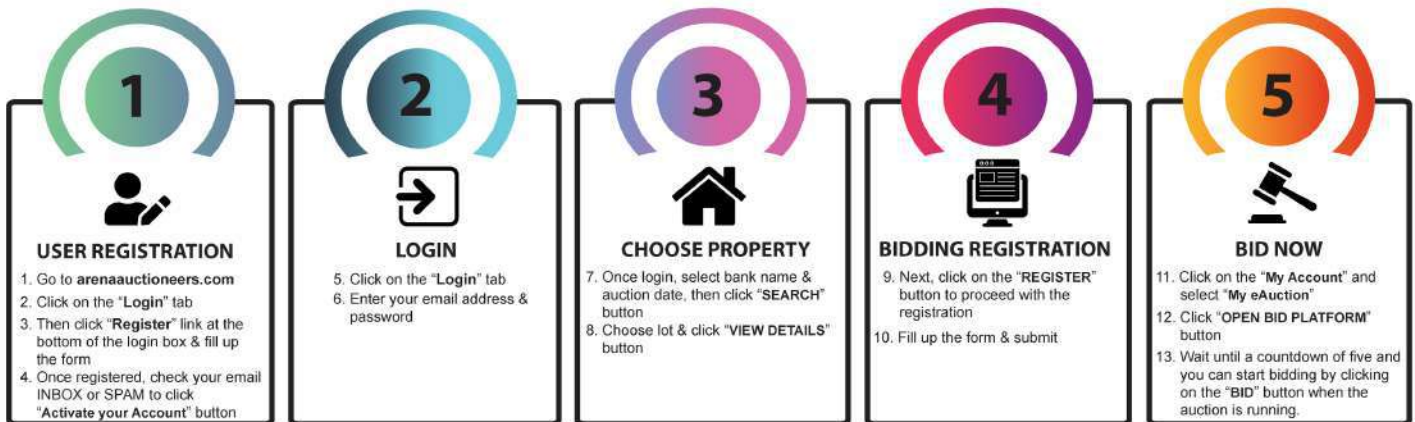 1
USER REGISTRATION
1. Go to arenaauctioneers.com
2. Click on the “Login” tab
3. Then click “Register” link at the
bottom of the login box & fill up
the form
4. Once registered, check your email
INBOX or SPAM to click
“Activate your Account” button
2
LOGIN
5. Click on the “Login” tab
6. Enter your email address &
password
3
CHOOSE PROPERTY
7. Once login, select bank name &
auction date, then click “SEARCH”
button
8. Choose lot & click “VIEW DETAILS”
button
4
BIDDING REGISTRATION
9. Next, click on the “REGISTER”
button to proceed with the
registration
10. Fill up the form & submit
5
BID NOW
11. Click on the “My Account” and
select “My eAuction”
12. Click “OPEN BID PLATFORM”
button
13. Wait until a countdown of five and
you can start bidding by clicking
on the “BID” button when the
auction is running.